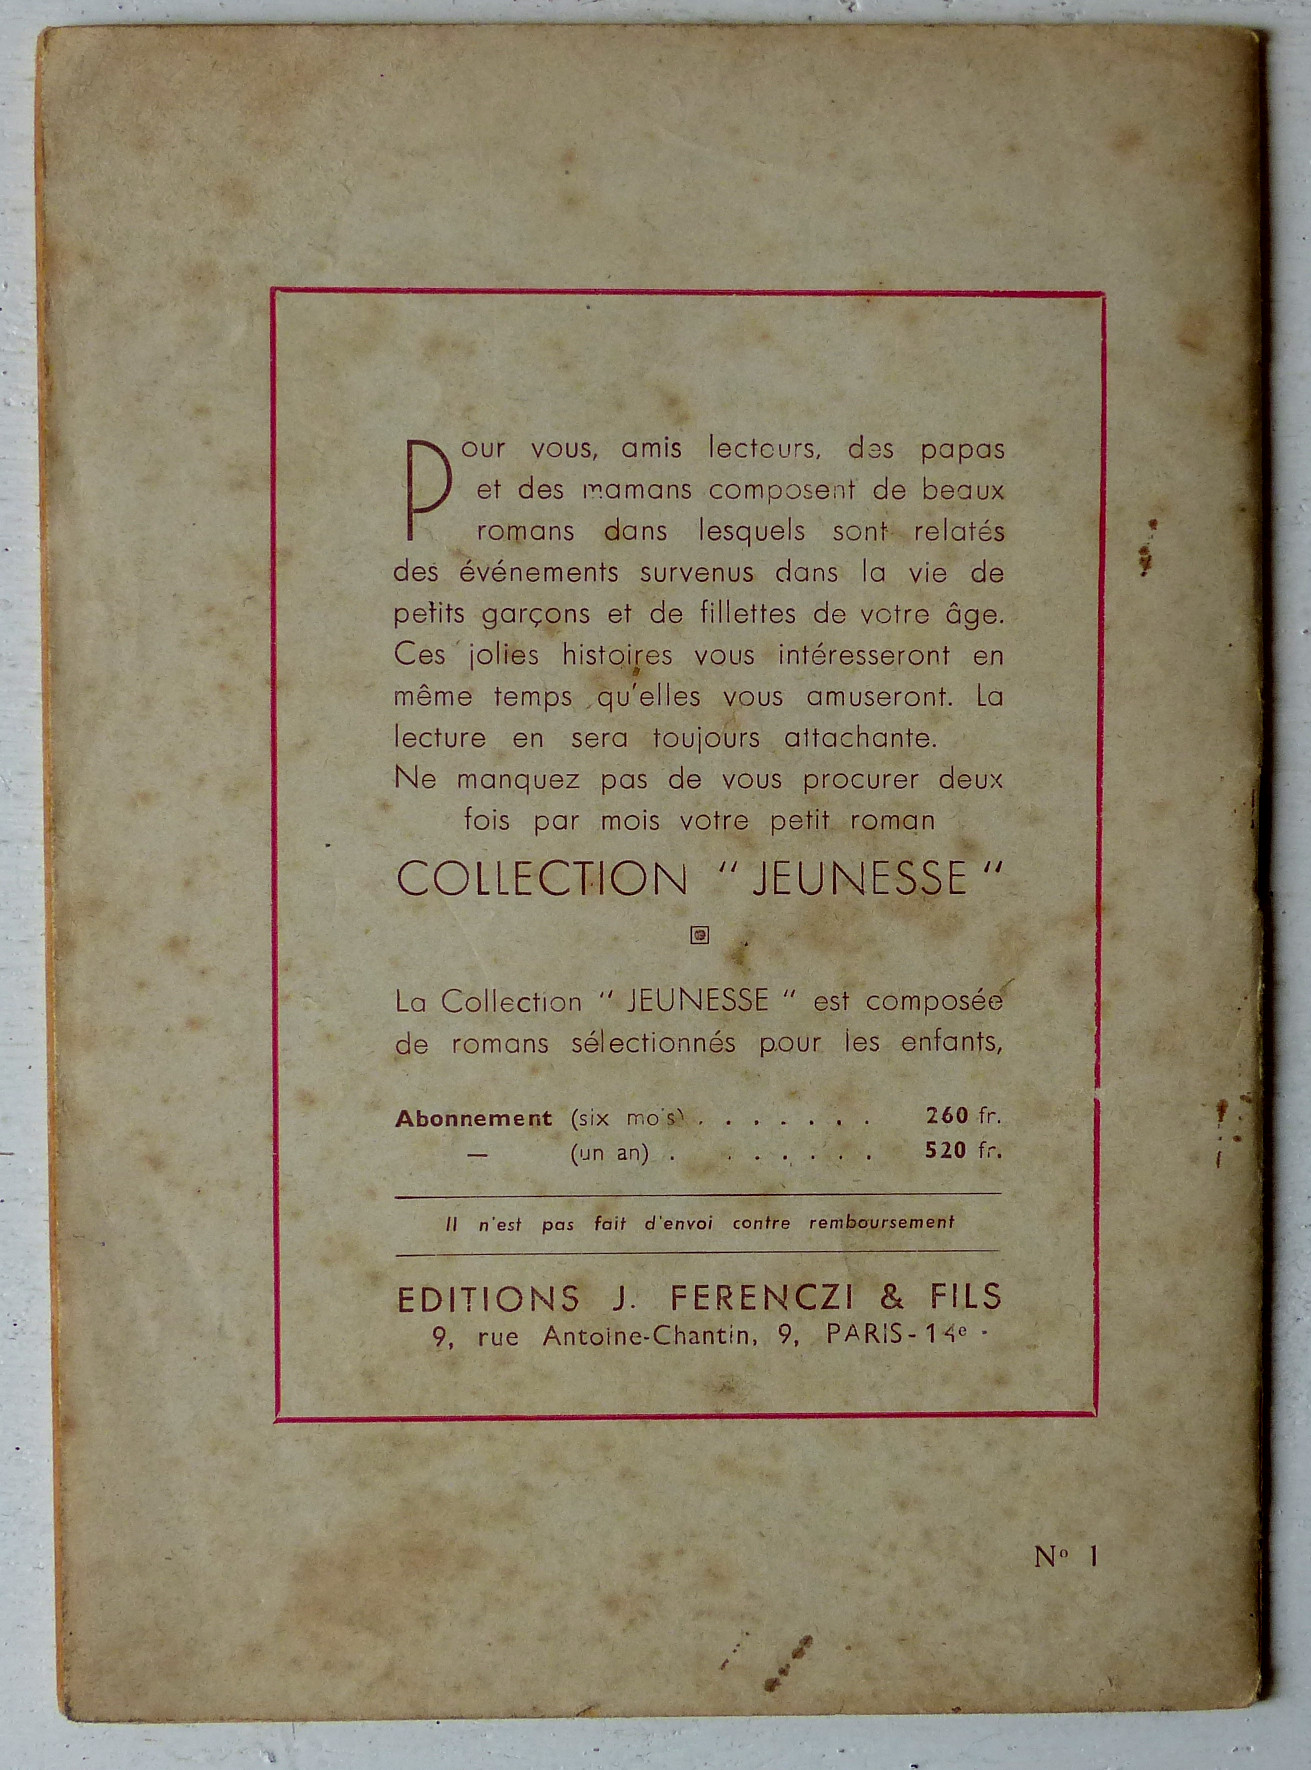 Pour vous, amis lecteurs, des papas
et des mamans composent de beaux
romans dans lesquels sont relatés
des événements survenus dans la vie de
petits garçons et de fillettes de votre âge.
Ces jolies histoires vous intéresseront en
même temps qu'elles vous amuseront. La
lecture en sera toujours attachante.
Ne manquez pas de vous procurer deux
fois par mois votre petit roman
COLLECTION " JEUNESSE "
La Collection " JEUNESSE " est composée
de romans sélectionnés pour les enfants,
Abonnement (six mois) . . . . . . . 260 fr.
— (un an) . . . . . . . 520 fr.
Il n'est pas fait d'envoi contre remboursement
EDITIONS J. FERENCZI & FILS
9, rue Antoine-Chantin, 9, PARIS-14e -
Nº 1